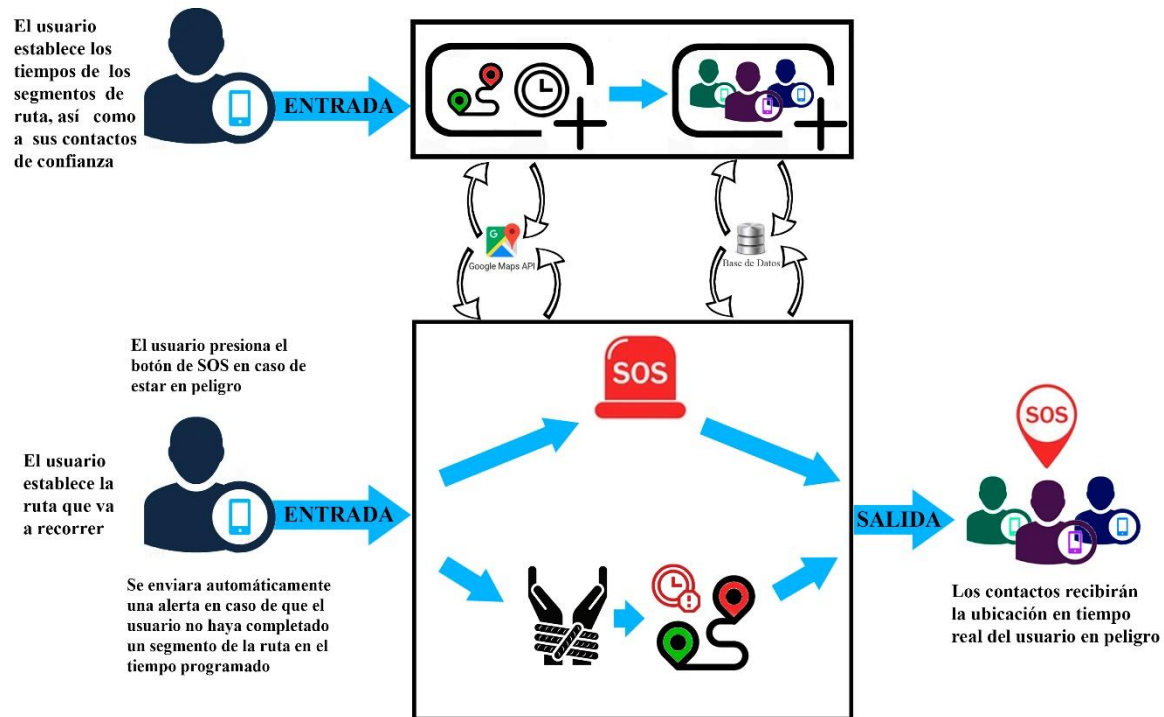 El usuario
establece los
tiempos de los
segmentos de
ruta, así como
a sus contactos
de confianza
ENTRADA
G
Google Maps API
Base de Datos
El usuario presiona el
botón de SOS en caso de
estar en peligro
SOS
El usuario
establece la
ruta que va
a recorrer
ENTRADA
Se enviara automáticamente
una alerta en caso de que el
usuario no haya completado
un segmento de la ruta en el
tiempo programado
SALIDA
SOS
Los contactos recibirán
la ubicación en tiempo
real del usuario en peligro